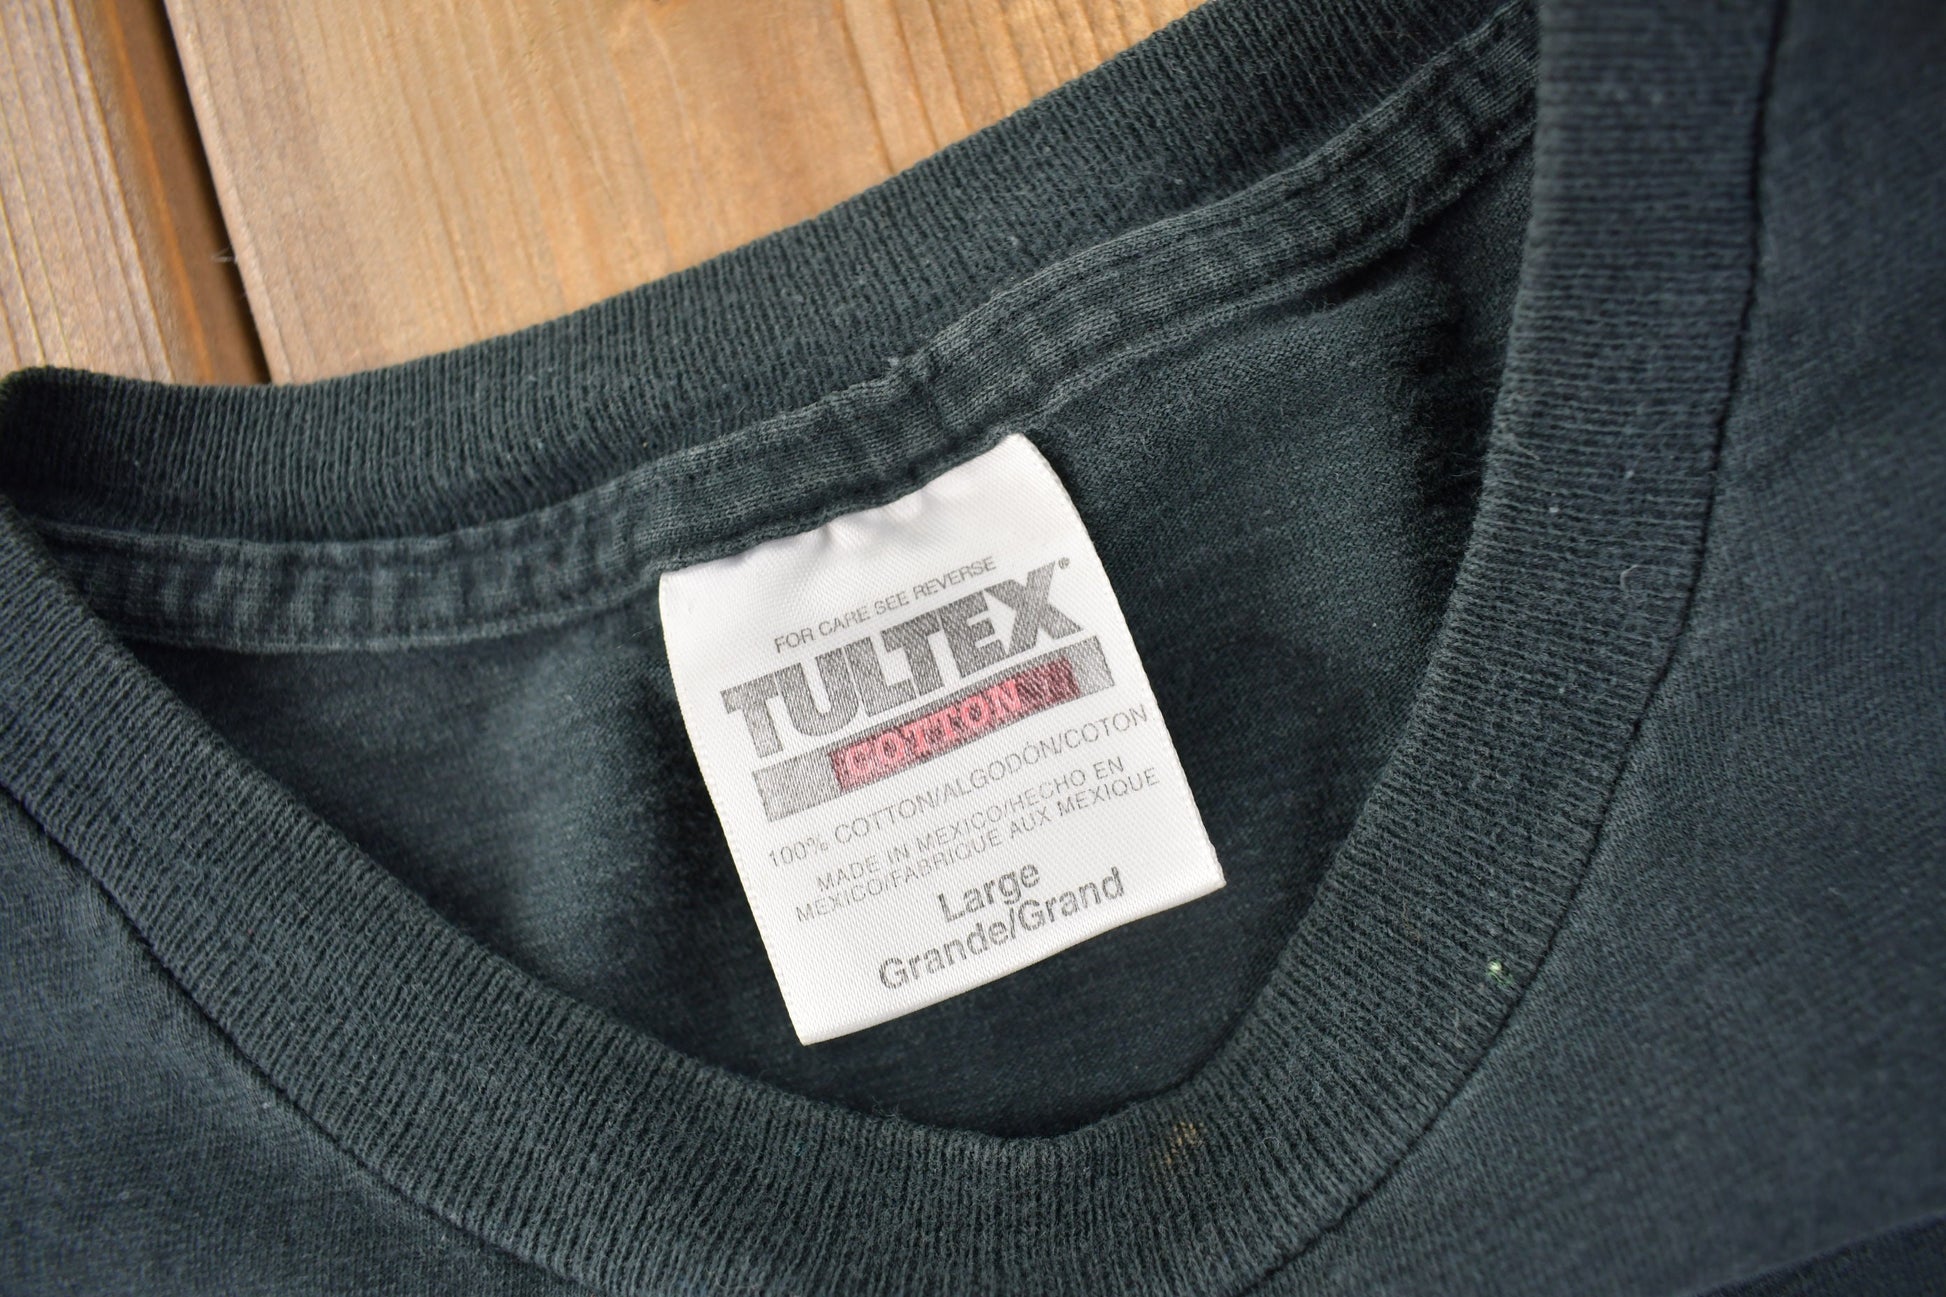 FOR CARE SEE REVERSE
TULTEX®
COTTON
100% COTTON/ALGODÓN/COTON
MADE IN MEXICO/HECHO EN
MEXICO/FABRIQUE AUX MEXIQUE
Large
Grande/Grand